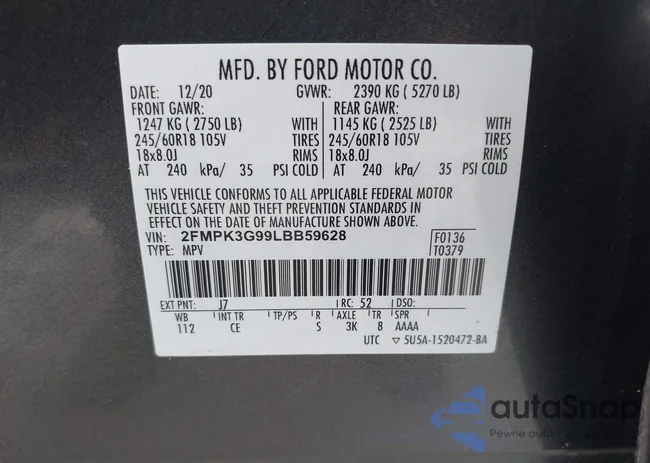 MFD. BY FORD MOTOR CO.
DATE: 12/20 GVWR: 2390 KG ( 5270 LB)
FRONT GAWR: REAR GAWR:
1247 KG ( 2750 LB) WITH 1145 KG ( 2525 LB) WITH
245/60R18 105V TIRES 245/60R18 105V TIRES
18x8.0J RIMS 18x8.0J RIMS
AT 240 kPa/ 35 PSI COLD AT 240 kPa/ 35 PSI COLD
THIS VEHICLE CONFORMS TO ALL APPLICABLE FEDERAL MOTOR
VEHICLE SAFETY AND THEFT PREVENTION STANDARDS IN
EFFECT ON THE DATE OF MANUFACTURE SHOWN ABOVE.
VIN: 2FMPK3G99LBB59628 F0136
TYPE: MPV T0379
EXT PNT: J7 RC: 52 DSO:
WB INT TR TP/PS R AXLE TR SPR
112 CE S 3K 8 AAAA
UTC ▽ 5U5A-1520472-BA
autoSnap
Pewne auto